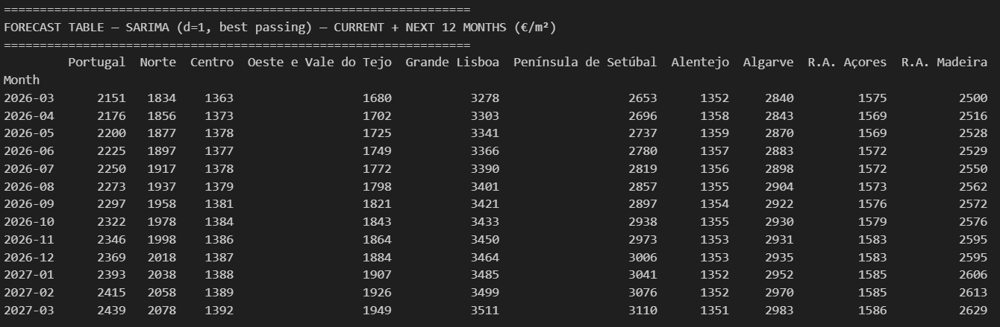 =================================================================
FORECAST TABLE — SARIMA (d=1, best passing) — CURRENT + NEXT 12 MONTHS (€/m²)
=================================================================
         Portugal  Norte  Centro  Oeste e Vale do Tejo  Grande Lisboa  Península de Setúbal  Alentejo  Algarve  R.A. Açores  R.A. Madeira
Month
2026-03      2151   1834    1363                  1680           3278                  2653      1352     2840         1575          2500
2026-04      2176   1856    1373                  1702           3303                  2696      1358     2843         1569          2516
2026-05      2200   1877    1378                  1725           3341                  2737      1359     2870         1569          2528
2026-06      2225   1897    1377                  1749           3366                  2780      1357     2883         1572          2529
2026-07      2250   1917    1378                  1772           3390                  2819      1356     2898         1572          2550
2026-08      2273   1937    1379                  1798           3401                  2857      1355     2904         1573          2562
2026-09      2297   1958    1381                  1821           3421                  2897      1354     2922         1576          2572
2026-10      2322   1978    1384                  1843           3433                  2938      1355     2930         1579          2576
2026-11      2346   1998    1386                  1864           3450                  2973      1353     2931         1583          2595
2026-12      2369   2018    1387                  1884           3464                  3006      1353     2935         1583          2595
2027-01      2393   2038    1388                  1907           3485                  3041      1352     2952         1585          2606
2027-02      2415   2058    1389                  1926           3499                  3076      1352     2970         1585          2613
2027-03      2439   2078    1392                  1949           3511                  3110      1351     2983         1586          2629